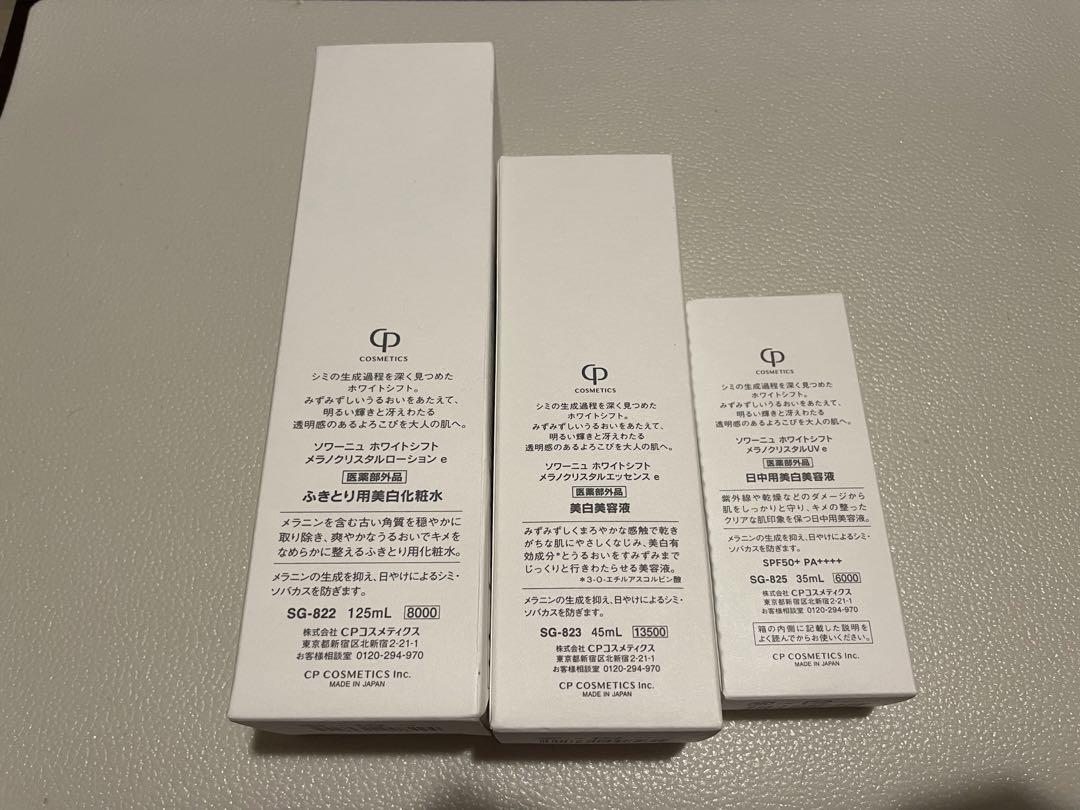 CP
COSMETICS
シミの生成過程を深く見つめた
ホワイトシフト。
みずみずしいうるおいをあたえて、
明るい輝きと冴えわたる
透明感のあるよろこびを大人の肌へ。
ソワーニュ ホワイトシフト
メラノクリスタルローション e
医薬部外品
ふきとり用美白化粧水
メラニンを含む古い角質を穏やかに
取り除き、爽やかなうるおいでキメを
なめらかに整えるふきとり用化粧水。
メラニンの生成を抑え、日やけによるシミ・
ソバカスを防ぎます。
SG-822 125mL 8000
株式会社 CPコスメティクス
東京都新宿区北新宿2-21-1
お客様相談室 0120-294-970
CP COSMETICS Inc.
MADE IN JAPAN
CP
COSMETICS
シミの生成過程を深く見つめた
ホワイトシフト。
みずみずしいうるおいをあたえて、
明るい輝きと冴えわたる
透明感のあるよろこびを大人の肌へ。
ソワーニュ ホワイトシフト
メラノクリスタルエッセンス e
医薬部外品
美白美容液
みずみずしくまろやかな感触で乾き
がちな肌にやさしくなじみ、美白有
効成分*とうるおいをすみずみまで
じっくりと行きわたらせる美容液。
*3-O-エチルアスコルビン酸
メラニンの生成を抑え、日やけによるシミ・
ソバカスを防ぎます。
SG-823 45mL 13500
株式会社 CPコスメティクス
東京都新宿区北新宿2-21-1
お客様相談室 0120-294-970
CP COSMETICS Inc.
MADE IN JAPAN
CP
COSMETICS
シミの生成過程を深く見つめた
ホワイトシフト。
みずみずしいうるおいをあたえて、
明るい輝きと冴えわたる
透明感のあるよろこびを大人の肌へ。
ソワーニュ ホワイトシフト
メラノクリスタルUV e
医薬部外品
日中用美白美容液
紫外線や乾燥などのダメージから
肌をしっかりと守り、キメの整った
クリアな肌印象を保つ日中用美容液。
メラニンの生成を抑え、日やけによるシミ・
ソバカスを防ぎます。
SPF50+ PA++++
SG-825 35mL 6000
株式会社 CPコスメティクス
東京都新宿区北新宿2-21-1
お客様相談室 0120-294-970
箱の内側に記載した説明を
よく読んでからお使いください。
CP COSMETICS Inc.
MADE IN JAPAN